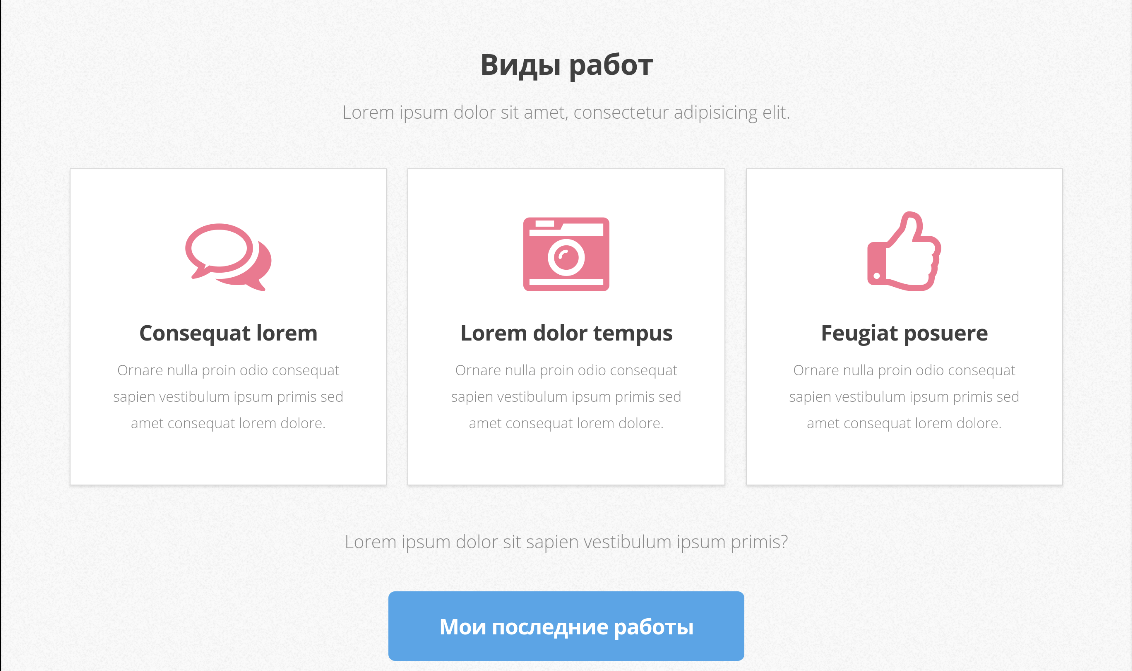 Виды работ
Lorem ipsum dolor sit amet, consectetur adipisicing elit.
Consequat lorem
Ornare nulla proin odio consequat
sapien vestibulum ipsum primis sed
amet consequat lorem dolore.
Lorem dolor tempus
Ornare nulla proin odio consequat
sapien vestibulum ipsum primis sed
amet consequat lorem dolore.
Feugiat posuere
Ornare nulla proin odio consequat
sapien vestibulum ipsum primis sed
amet consequat lorem dolore.
Lorem ipsum dolor sit sapien vestibulum ipsum primis?
Мои последние работы